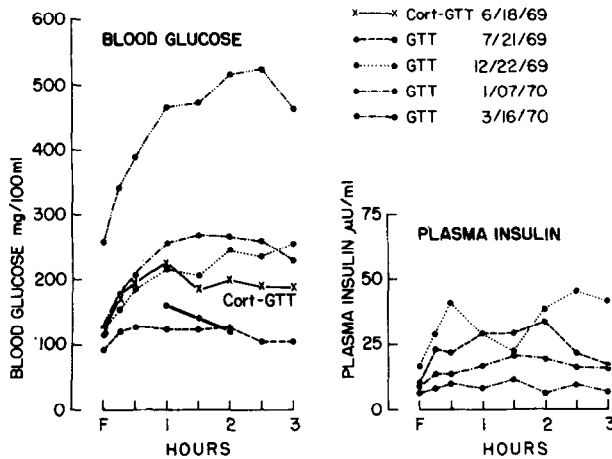 Cort-GTT 6/18/69
GTT 7/21/69
GTT 12/22/69
GTT 1/07/70
GTT 3/16/70
BLOOD GLUCOSE
BLOOD GLUCOSE mg/100ml
600
500
400
300
200
100
0
Cort-GTT
F 1 2 3
HOURS
PLASMA INSULIN
PLASMA INSULIN μU/ml
75
50
25
0
F 1 2 3
HOURS